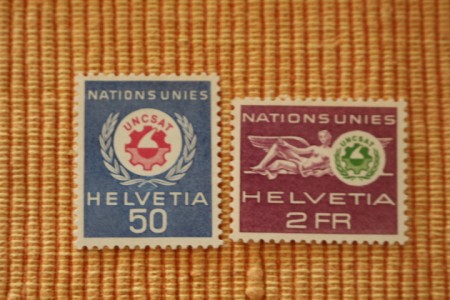 NATIONS UNIES
UNCSAT
HELVETIA
50
NATIONS UNIES
UNCSAT
HELVETIA
2 FR